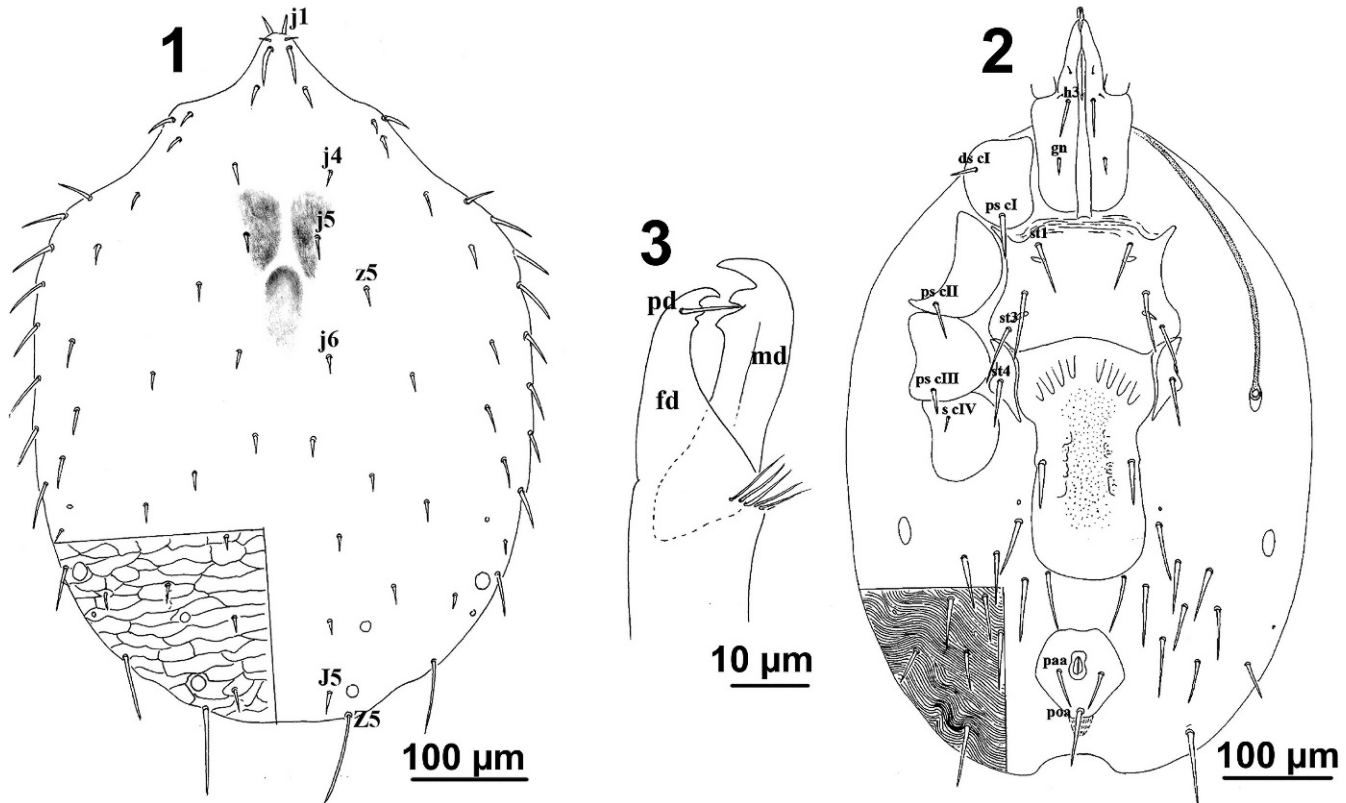 1
j1
j4
j5
z5
j6
J5
Z5
100 µm
3
pd
md
fd
10 µm
2
h3
gn
ds cI
ps cI
st1
ps cII
st3
st4
ps cIII
s cIV
paa
poa
100 µm